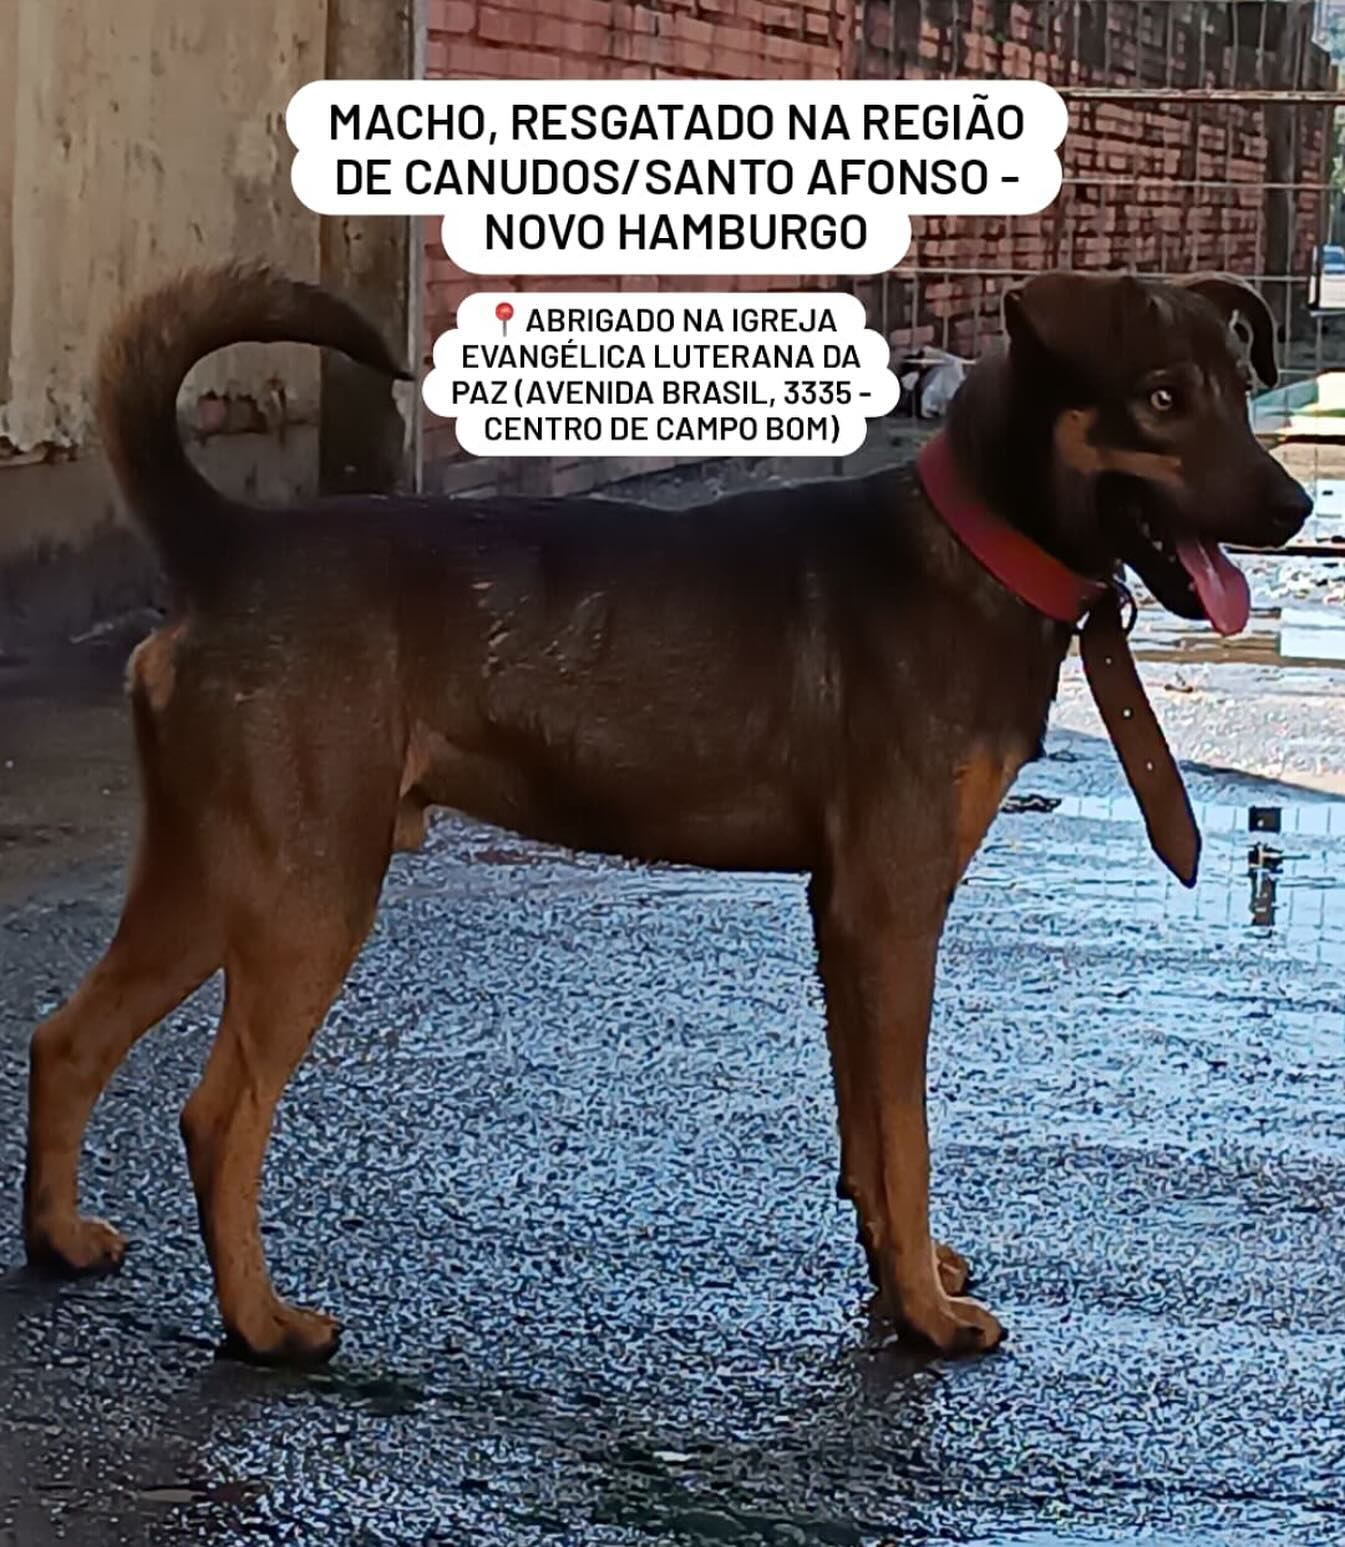 MACHO, RESGATADO NA REGIÃO
DE CANUDOS/SANTO AFONSO -
NOVO HAMBURGO
📍ABRIGADO NA IGREJA
EVANGÉLICA LUTERANA DA
PAZ (AVENIDA BRASIL, 3335 -
CENTRO DE CAMPO BOM)